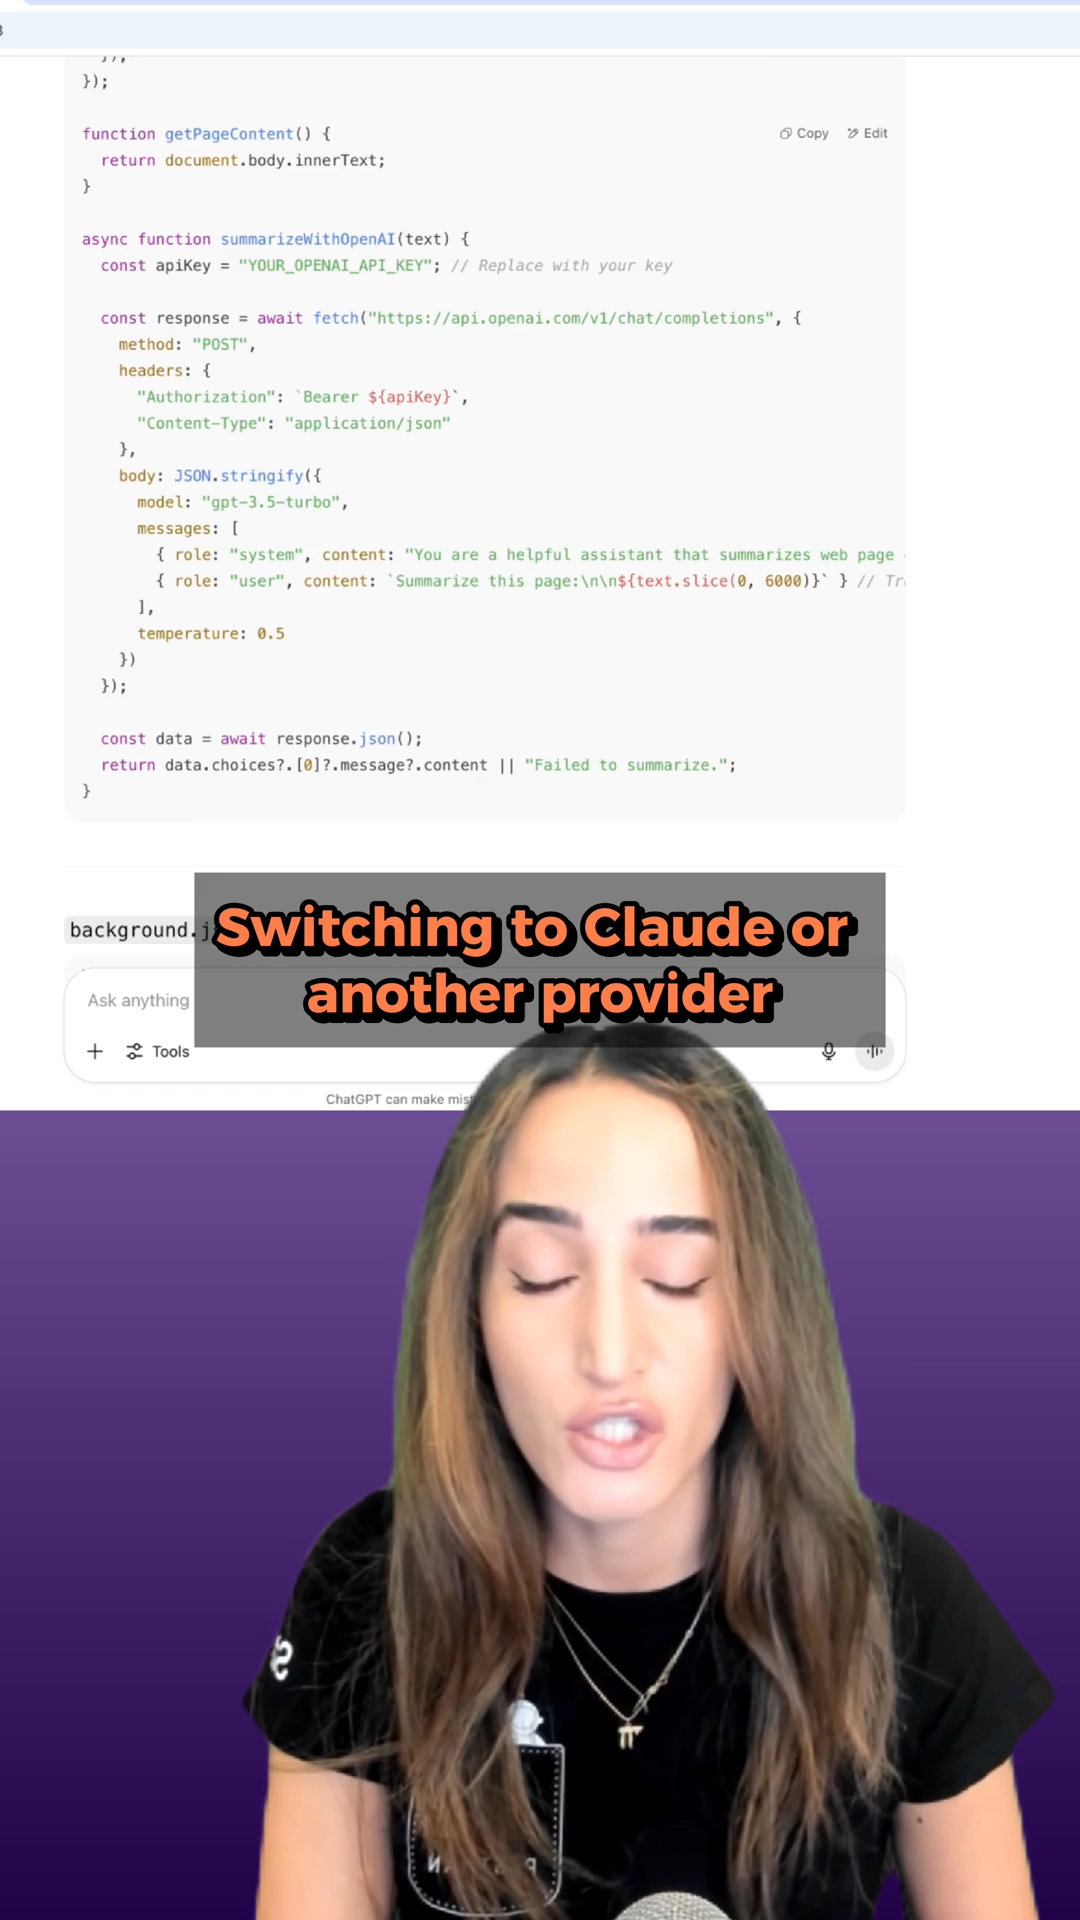 });
});
function getPageContent() {
Copy Edit
return document.body.innerText;
}
async function summarizeWithOpenAI(text) {
const apiKey = "YOUR_OPENAI_API_KEY"; // Replace with your key
const response = await fetch("https://api.openai.com/v1/chat/completions", {
method: "POST",
headers: {
"Authorization": `Bearer ${apiKey}`,
"Content-Type": "application/json"
},
body: JSON.stringify({
model: "gpt-3.5-turbo",
messages: [
{ role: "system", content: "You are a helpful assistant that summarizes web page
{ role: "user", content: `Summarize this page:\n\n${text.slice(0, 6000)}` } //
],
temperature: 0.5
})
});
const data = await response.json();
return data.choices?.[0]?.message?.content || "Failed to summarize.";
}
background.j
Switching to Claude or
another provider
Ask anything
Tools
ChatGPT can make mis